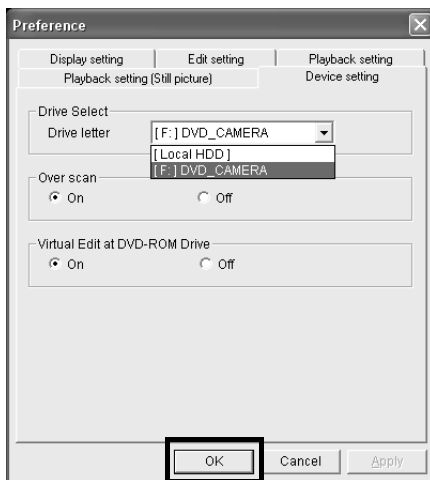 Preference
Display setting Edit setting Playback setting
Playback setting (Still picture) Device setting
Drive Select
Drive letter [ F: ] DVD_CAMERA
[ Local HDD ]
[ F: ] DVD_CAMERA
Over scan
On Off
Virtual Edit at DVD-ROM Drive
On Off
OK Cancel Apply